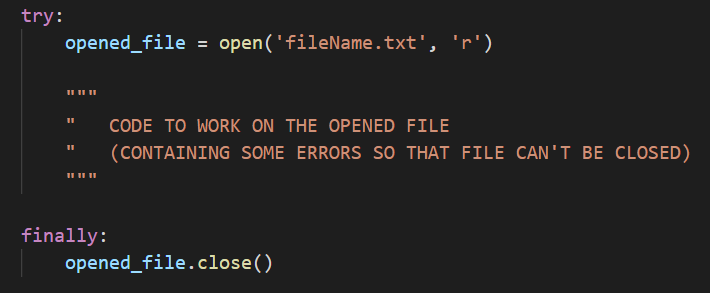 try:
    opened_file = open('fileName.txt', 'r')
    """
    "   CODE TO WORK ON THE OPENED FILE
    "   (CONTAINING SOME ERRORS SO THAT FILE CAN'T BE CLOSED)
    """
finally:
    opened_file.close()